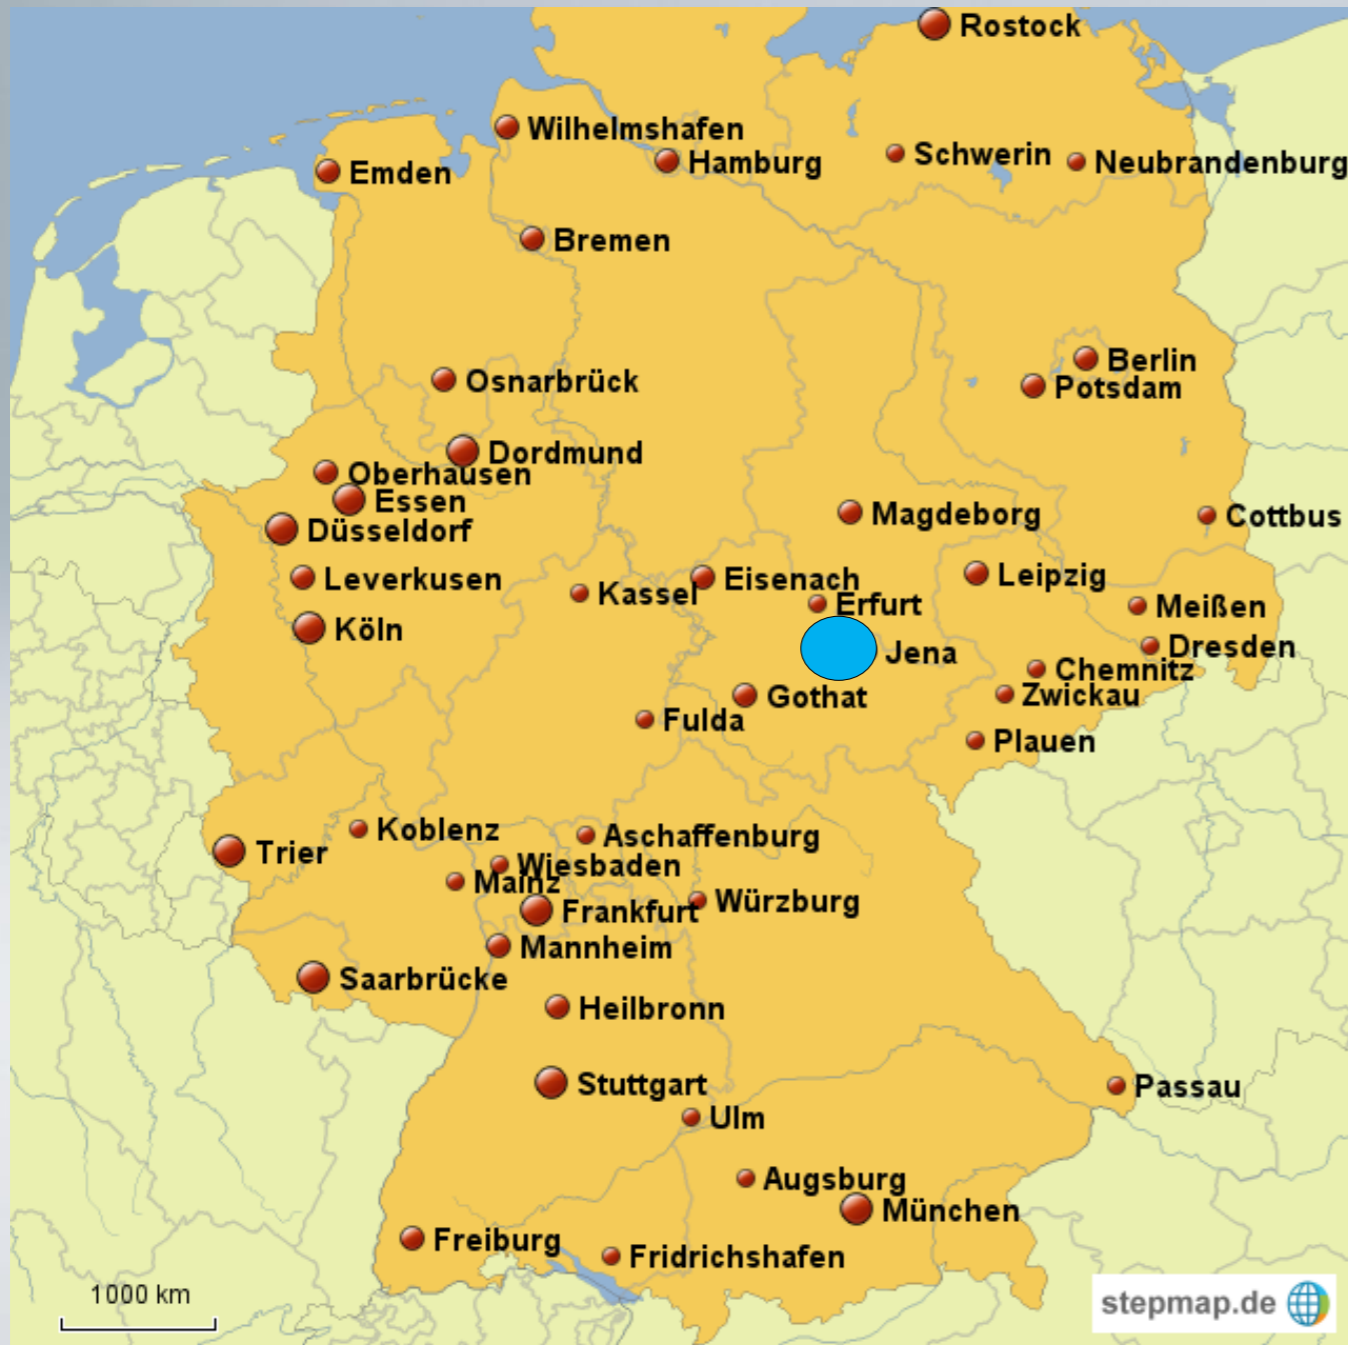 Rostock
Wilhelmshafen
Hamburg
Schwerin
Neubrandenburg
Emden
Bremen
Berlin
Osnarbrück
Potsdam
Dordmund
Oberhausen
Essen
Magdeborg
Cottbus
Düsseldorf
Leverkusen
Kassel
Eisenach
Leipzig
Erfurt
Meißen
Köln
Jena
Dresden
Chemnitz
Gothat
Zwickau
Fulda
Plauen
Koblenz
Aschaffenburg
Trier
Wiesbaden
Mainz
Frankfurt
Würzburg
Mannheim
Saarbrücke
Heilbronn
Stuttgart
Passau
Ulm
Augsburg
München
Freiburg
Fridrichshafen
1000 km
stepmap.de